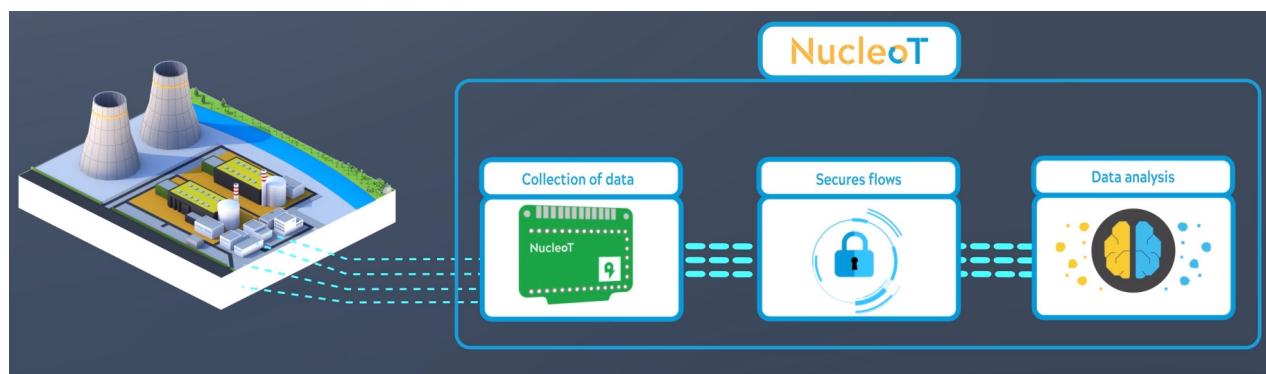 NucleoT
Collection of data
Secures flows
Data analysis
NucleoT